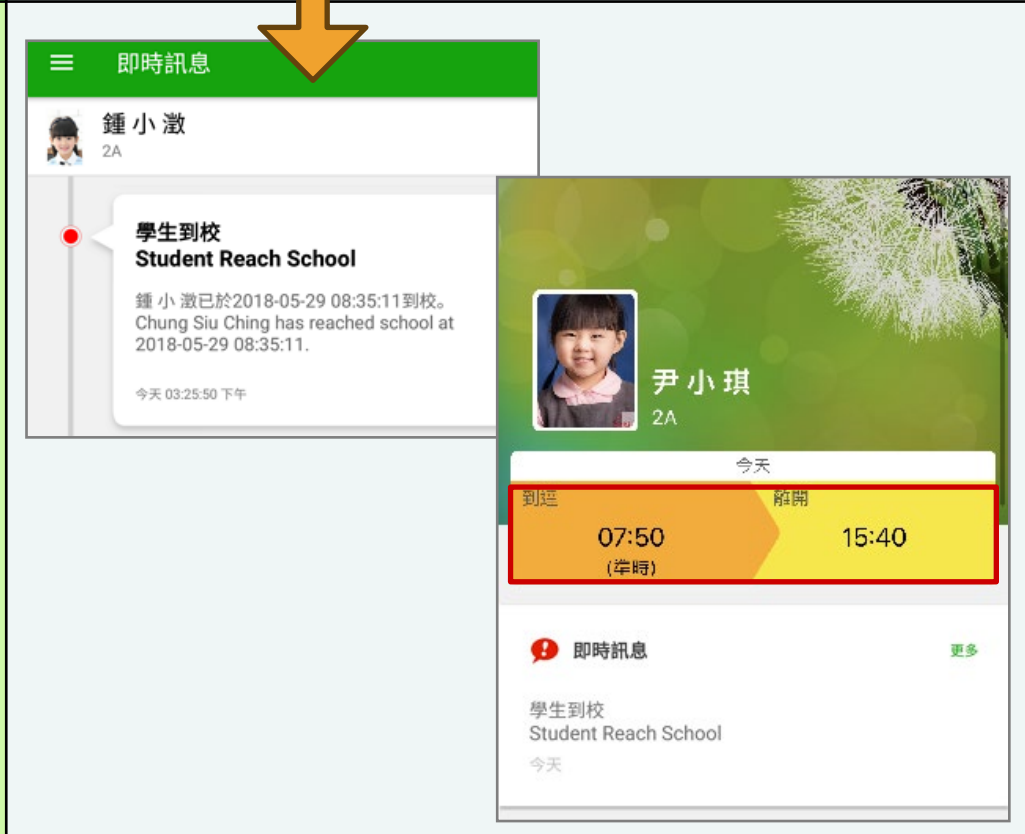 即時訊息
鍾 小 澂
2A
學生到校
Student Reach School
鍾 小 澂已於2018-05-29 08:35:11到校。
Chung Siu Ching has reached school at
2018-05-29 08:35:11.
今天 03:25:50 下午
尹 小 琪
2A
今天
到達 離開
07:50 15:40
(準時)
即時訊息 更多
學生到校
Student Reach School
今天